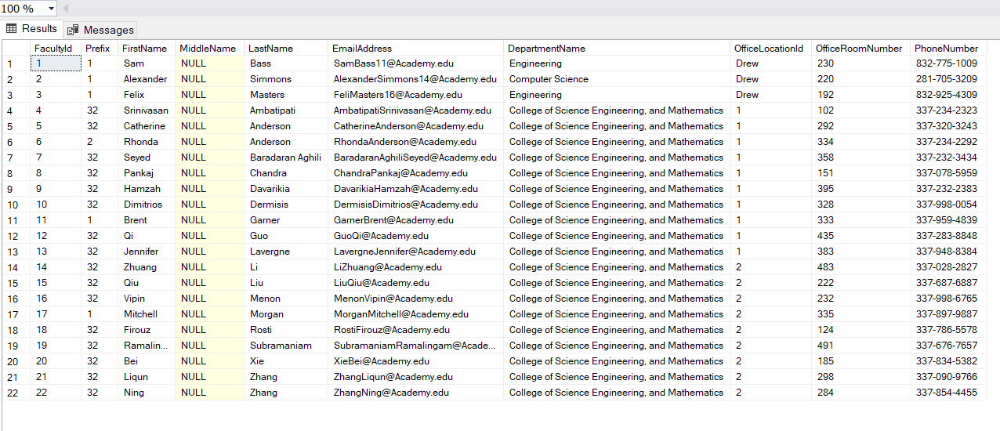 100 %
Results Messages
FacultyId Prefix FirstName MiddleName LastName EmailAddress DepartmentName OfficeLocationId OfficeRoomNumber PhoneNumber
1 1 1 Sam NULL Bass SamBass11@Academy.edu Engineering Drew 230 832-775-1009
2 2 1 Alexander NULL Simmons AlexanderSimmons14@Academy.edu Computer Science Drew 220 281-705-3209
3 3 1 Felix NULL Masters FeliMasters16@Academy.edu Engineering Drew 192 832-925-4309
4 4 32 Srinivasan NULL Ambatipati AmbatipatiSrinivasan@Academy.edu College of Science Engineering, and Mathematics 1 102 337-234-2323
5 5 32 Catherine NULL Anderson CatherineAnderson@Academy.edu College of Science Engineering, and Mathematics 1 292 337-320-3243
6 6 2 Rhonda NULL Anderson RhondaAnderson@Academy.edu College of Science Engineering, and Mathematics 1 334 337-234-2292
7 7 32 Seyed NULL Baradaran Aghili BaradaranAghiliSeyed@Academy.edu College of Science Engineering, and Mathematics 1 358 337-232-3434
8 8 32 Pankaj NULL Chandra ChandraPankaj@Academy.edu College of Science Engineering, and Mathematics 1 151 337-078-5959
9 9 32 Hamzah NULL Davarikia DavarikiaHamzah@Academy.edu College of Science Engineering, and Mathematics 1 395 337-232-2383
10 10 32 Dimitrios NULL Dermisis DermisisDimitrios@Academy.edu College of Science Engineering, and Mathematics 1 328 337-998-0054
11 11 1 Brent NULL Garner GarnerBrent@Academy.edu College of Science Engineering, and Mathematics 1 333 337-959-4839
12 12 32 Qi NULL Guo GuoQi@Academy.edu College of Science Engineering, and Mathematics 1 435 337-283-8848
13 13 32 Jennifer NULL Lavergne LavergneJennifer@Academy.edu College of Science Engineering, and Mathematics 1 383 337-948-8384
14 14 32 Zhuang NULL Li LiZhuang@Academy.edu College of Science Engineering, and Mathematics 2 483 337-028-2827
15 15 32 Qiu NULL Liu LiuQiu@Academy.edu College of Science Engineering, and Mathematics 2 222 337-687-6887
16 16 32 Vipin NULL Menon MenonVipin@Academy.edu College of Science Engineering, and Mathematics 2 232 337-998-6765
17 17 1 Mitchell NULL Morgan MorganMitchell@Academy.edu College of Science Engineering, and Mathematics 2 335 337-897-9887
18 18 32 Firouz NULL Rosti RostiFirouz@Academy.edu College of Science Engineering, and Mathematics 2 124 337-786-5578
19 19 32 Ramalin... NULL Subramaniam SubramaniamRamalingam@Acade... College of Science Engineering, and Mathematics 2 491 337-676-7657
20 20 32 Bei NULL Xie XieBei@Academy.edu College of Science Engineering, and Mathematics 2 185 337-834-5382
21 21 32 Liqun NULL Zhang ZhangLiqun@Academy.edu College of Science Engineering, and Mathematics 2 298 337-090-9766
22 22 32 Ning NULL Zhang ZhangNing@Academy.edu College of Science Engineering, and Mathematics 2 284 337-854-4455